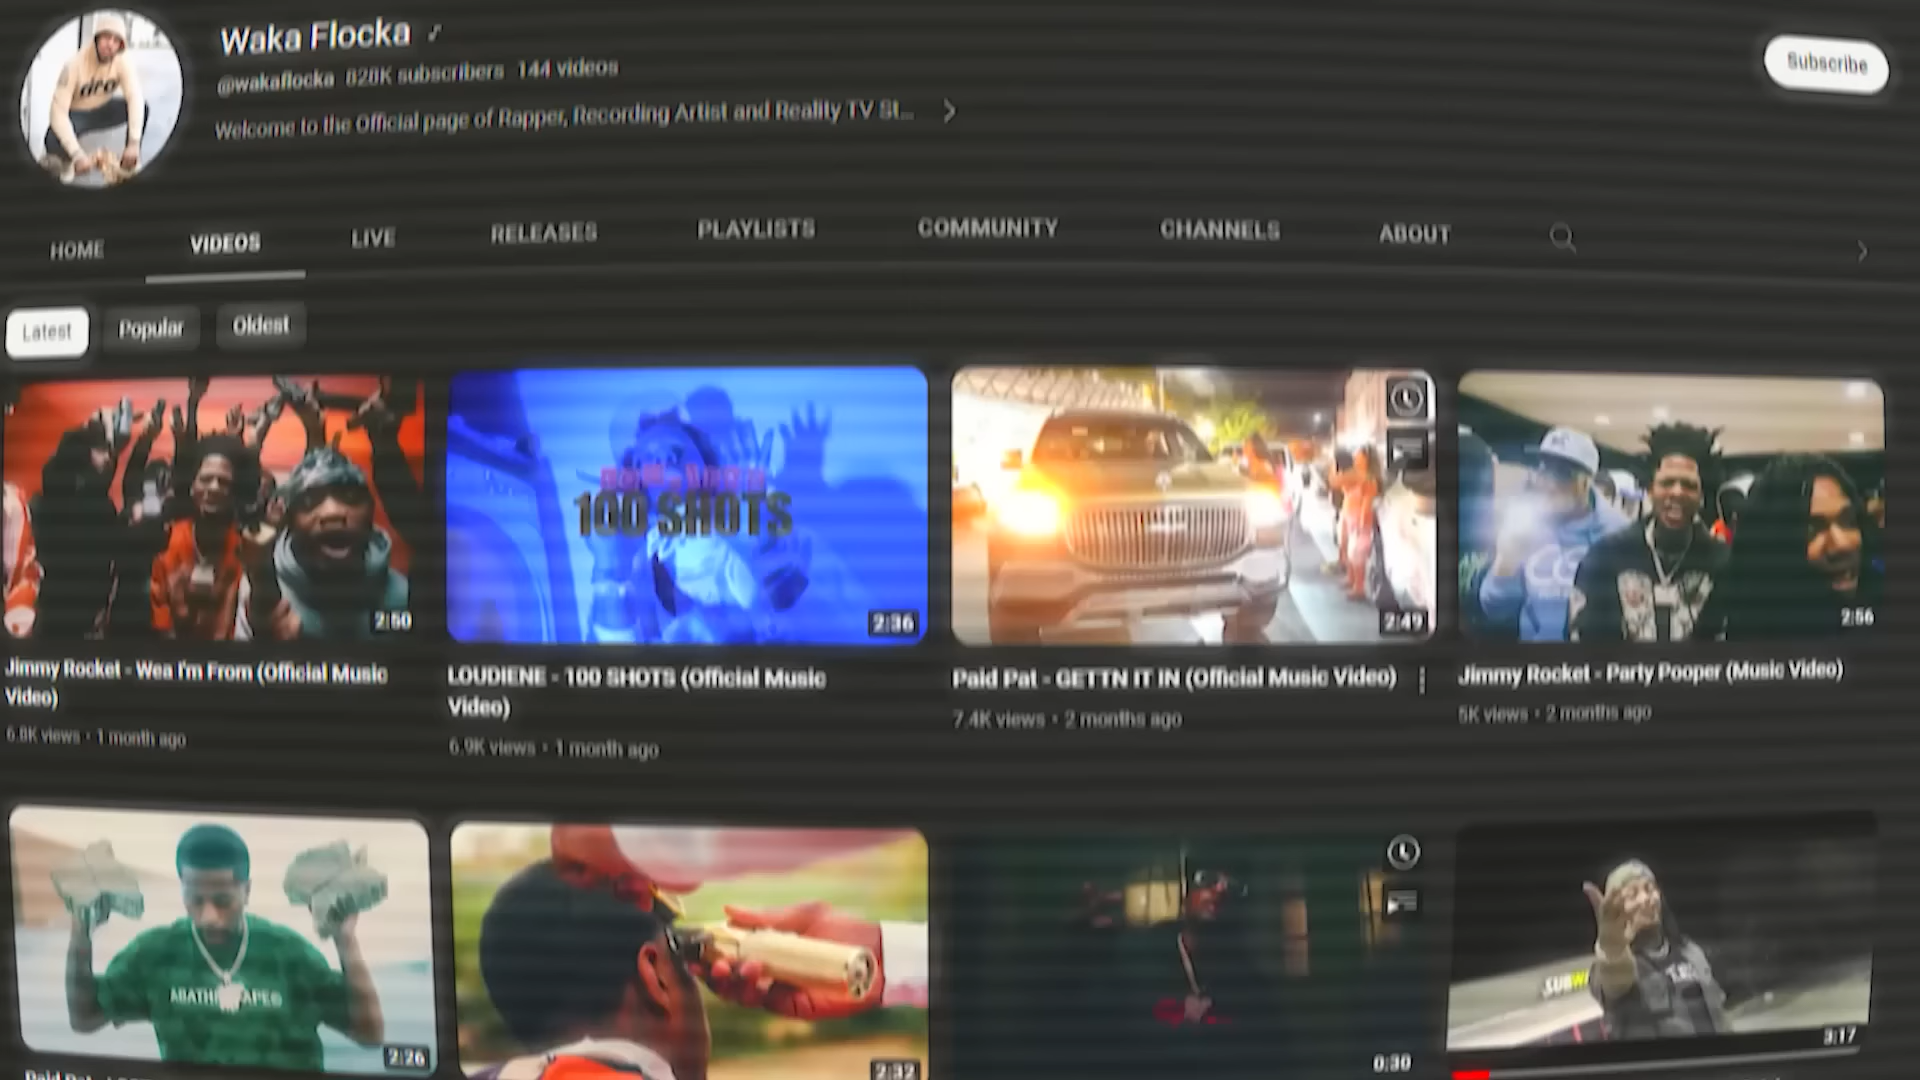 Waka Flocka
@wakaflocka 828K subscribers 144 videos
Welcome to the Official page of Rapper, Recording Artist and Reality TV St...
Subscribe
HOME VIDEOS LIVE RELEASES PLAYLISTS COMMUNITY CHANNELS ABOUT
Latest Popular Oldest
100 SHOTS
2:50
2:36
2:49
2:56
Jimmy Rocket - Wea I'm From (Official Music
Video)
6.8K views • 1 month ago
LOUDIENE - 100 SHOTS (Official Music
Video)
6.9K views • 1 month ago
Paid Pat - GETTN IT IN (Official Music Video)
7.4K views • 2 months ago
Jimmy Rocket - Party Pooper (Music Video)
5K views • 2 months ago
2:26
2:32
0:30
3:17